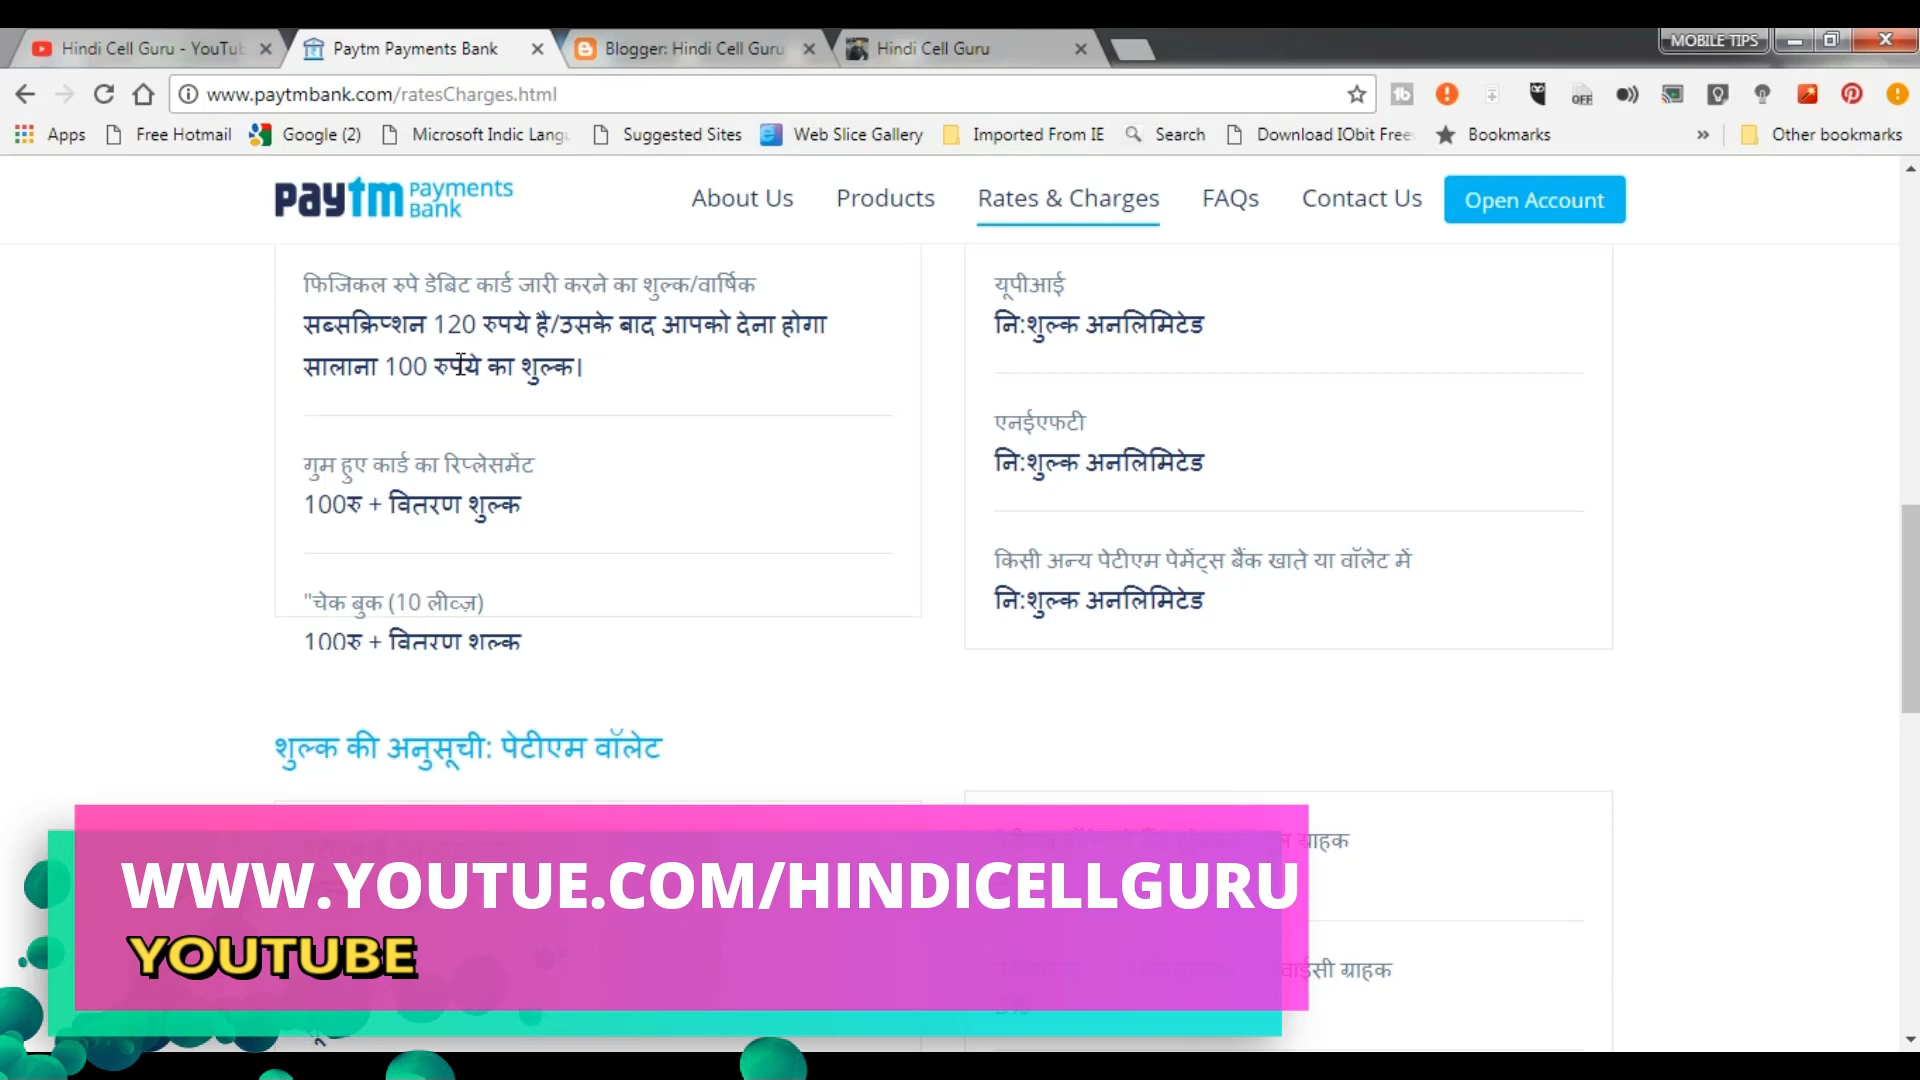 Hindi Cell Guru - YouTub
Paytm Payments Bank
Blogger: Hindi Cell Guru
Hindi Cell Guru
MOBILE TIPS
www.paytmbank.com/ratesCharges.html
OFF
Apps
Free Hotmail
Google (2)
Microsoft Indic Langu
Suggested Sites
Web Slice Gallery
Imported From IE
Search
Download IObit Free
Bookmarks
»
Other bookmarks
paytm Payments Bank
About Us
Products
Rates & Charges
FAQs
Contact Us
Open Account
फिजिकल रुपे डेबिट कार्ड जारी करने का शुल्क/वार्षिक
सब्सक्रिप्शन 120 रुपये है/उसके बाद आपको देना होगा
सालाना 100 रुपये का शुल्क।
गुम हुए कार्ड का रिप्लेसमेंट
100रु + वितरण शुल्क
"चेक बुक (10 लीव्ज़)
100रु + वितरण शुल्क
यूपीआई
नि:शुल्क अनलिमिटेड
एनईएफटी
नि:शुल्क अनलिमिटेड
किसी अन्य पेटीएम पेमेंट्स बैंक खाते या वॉलेट में
नि:शुल्क अनलिमिटेड
शुल्क की अनुसूची: पेटीएम वॉलेट
ग्राहक
वाईसी ग्राहक
WWW.YOUTUE.COM/HINDICELLGURU
YOUTUBE